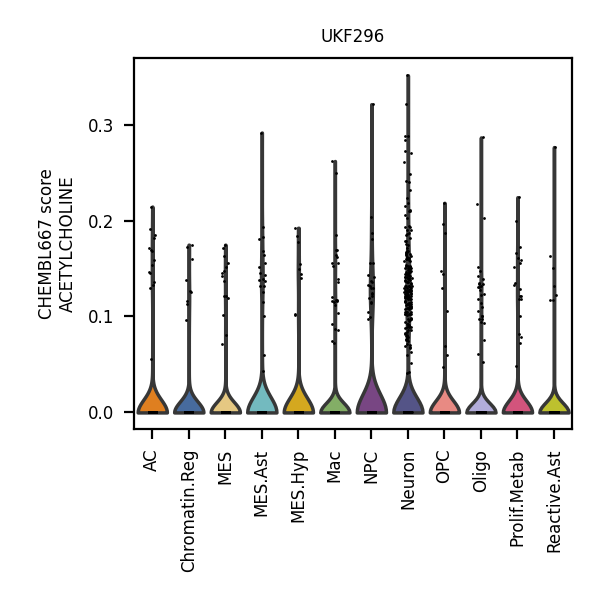 UKF296
CHEMBL667 score
ACETYLCHOLINE
0.3
0.2
0.1
0.0
AC
Chromatin.Reg
MES
MES.Ast
MES.Hyp
Mac
NPC
Neuron
OPC
Oligo
Prolif.Metab
Reactive.Ast